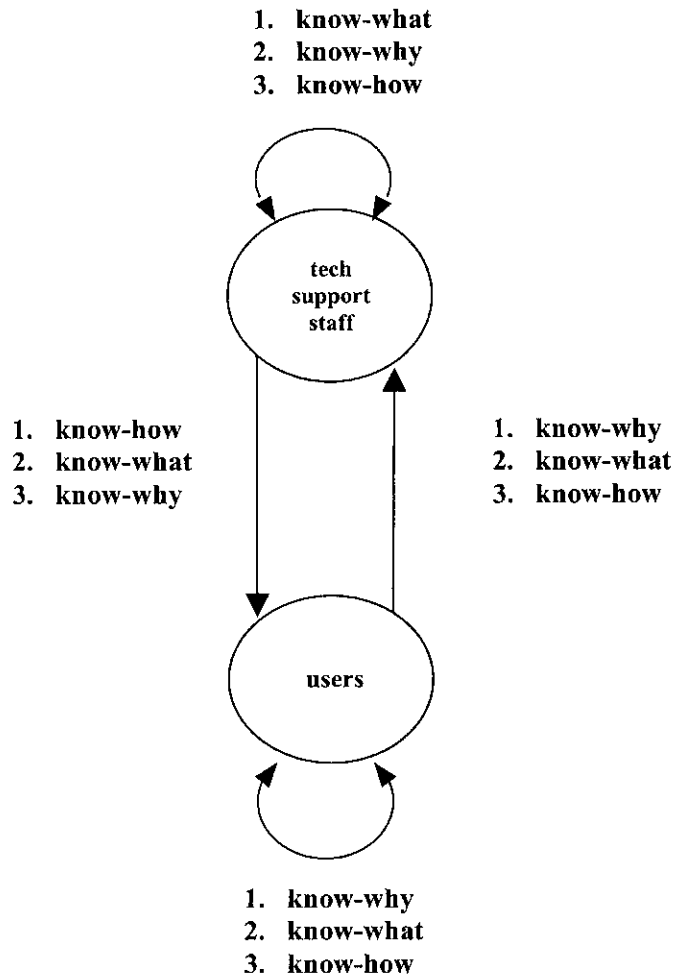 1. know-what
2. know-why
3. know-how
tech
support
staff
1. know-how
2. know-what
3. know-why
1. know-why
2. know-what
3. know-how
users
1. know-why
2. know-what
3. know-how